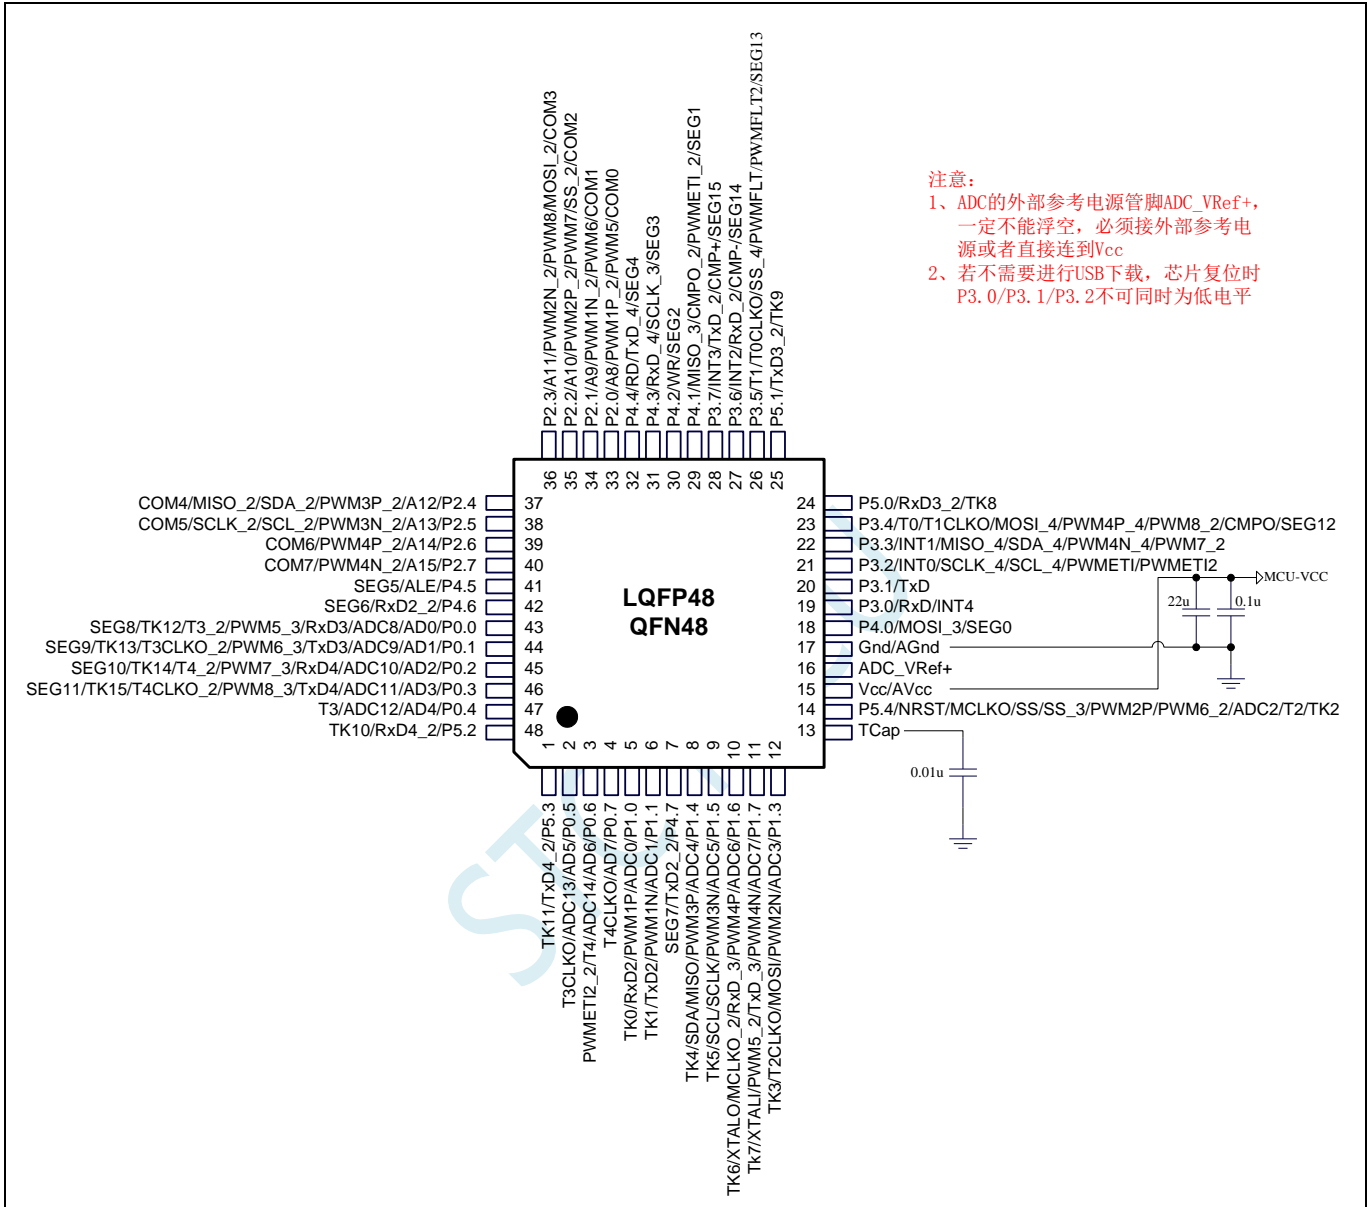 P2.3/A11/PWM2N_2/PWM8/MOSI_2/COM3
P2.2/A10/PWM2P_2/PWM7/SS_2/COM2
P2.1/A9/PWM1N_2/PWM6/COM1
P2.0/A8/PWM1P_2/PWM5/COM0
P4.4/RD/TxD_4/SEG4
P4.3/RxD_4/SCLK_3/SEG3
P4.2/WR/SEG2
P4.1/MISO_3/CMPO_2/PWMETI_2/SEG1
P3.7/INT3/TxD_2/CMP+/SEG15
P3.6/INT2/RxD_2/CMP-/SEG14
P3.5/T1/T0CLKO/SS_4/PWMFLT/PWMFLT2/SEG13
P5.1/TxD3_2/TK9
注意：
1、ADC的外部参考电源管脚ADC_VRef+，
一定不能浮空，必须接外部参考电
源或者直接连到Vcc
2、若不需要进行USB下载，芯片复位时
P3.0/P3.1/P3.2不可同时为低电平
36 35 34 33 32 31 30 29 28 27 26 25
COM4/MISO_2/SDA_2/PWM3P_2/A12/P2.4 37
COM5/SCLK_2/SCL_2/PWM3N_2/A13/P2.5 38
COM6/PWM4P_2/A14/P2.6 39
COM7/PWM4N_2/A15/P2.7 40
SEG5/ALE/P4.5 41
SEG6/RxD2_2/P4.6 42
SEG8/TK12/T3_2/PWM5_3/RxD3/ADC8/AD0/P0.0 43
SEG9/TK13/T3CLKO_2/PWM6_3/TxD3/ADC9/AD1/P0.1 44
SEG10/TK14/T4_2/PWM7_3/RxD4/ADC10/AD2/P0.2 45
SEG11/TK15/T4CLKO_2/PWM8_3/TxD4/ADC11/AD3/P0.3 46
T3/ADC12/AD4/P0.4 47
TK10/RxD4_2/P5.2 48
LQFP48
QFN48
24 P5.0/RxD3_2/TK8
23 P3.4/T0/T1CLKO/MOSI_4/PWM4P_4/PWM8_2/CMPO/SEG12
22 P3.3/INT1/MISO_4/SDA_4/PWM4N_4/PWM7_2
21 P3.2/INT0/SCLK_4/SCL_4/PWMETI/PWMETI2
20 P3.1/TxD
19 P3.0/RxD/INT4
18 P4.0/MOSI_3/SEG0
17 Gnd/AGnd
16 ADC_VRef+
15 Vcc/AVcc
14 P5.4/NRST/MCLKO/SS/SS_3/PWM2P/PWM6_2/ADC2/T2/TK2
13 TCap
MCU-VCC
22u
0.1u
0.01u
1 2 3 4 5 6 7 8 9 10 11 12
TK11/TxD4_2/P5.3
T3CLKO/ADC13/AD5/P0.5
PWMETI2_2/T4/ADC14/AD6/P0.6
T4CLKO/AD7/P0.7
TK0/RxD2/PWM1P/ADC0/P1.0
TK1/TxD2/PWM1N/ADC1/P1.1
SEG7/TxD2_2/P4.7
TK4/SDA/MISO/PWM3P/ADC4/P1.4
TK5/SCL/SCLK/PWM3N/ADC5/P1.5
TK6/XTALO/MCLKO_2/RxD_3/PWM4P/ADC6/P1.6
Tk7/XTALI/PWM5_2/TxD_3/PWM4N/ADC7/P1.7
TK3/T2CLKO/MOSI/PWM2N/ADC3/P1.3